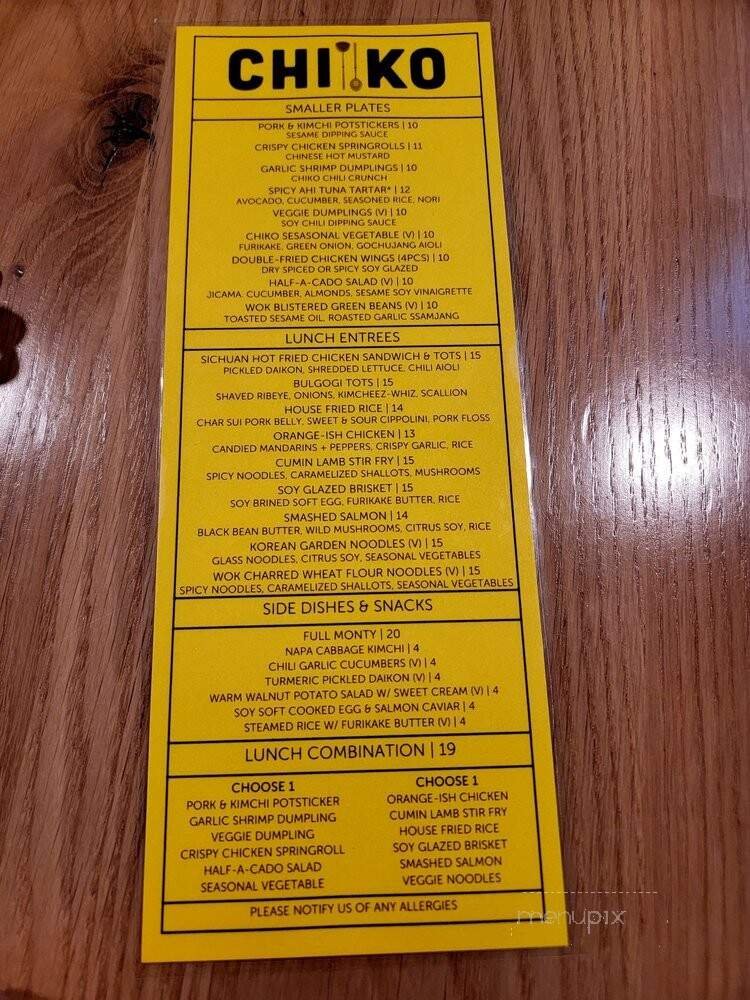 CHIKO
SMALLER PLATES
PORK & KIMCHI POTSTICKERS | 10
SESAME DIPPING SAUCE
CRISPY CHICKEN SPRINGROLLS | 11
CHINESE HOT MUSTARD
GARLIC SHRIMP DUMPLINGS | 10
CHIKO CHILI CRUNCH
SPICY AHI TUNA TARTAR* | 12
AVOCADO, CUCUMBER, SEASONED RICE, NORI
VEGGIE DUMPLINGS (V) | 10
SOY CHILI DIPPING SAUCE
CHIKO SESASONAL VEGETABLE (V) | 10
FURIKAKE, GREEN ONION, GOCHUJANG AIOLI
DOUBLE-FRIED CHICKEN WINGS (4PCS) | 10
DRY SPICED OR SPICY SOY GLAZED
HALF-A-CADO SALAD (V) | 10
JICAMA. CUCUMBER, ALMONDS, SESAME SOY VINAIGRETTE
WOK BLISTERED GREEN BEANS (V) | 10
TOASTED SESAME OIL, ROASTED GARLIC SSAMJANG
LUNCH ENTREES
SICHUAN HOT FRIED CHICKEN SANDWICH & TOTS | 15
PICKLED DAIKON, SHREDDED LETTUCE, CHILI AIOLI
BULGOGI TOTS | 15
SHAVED RIBEYE, ONIONS, KIMCHEEZ-WHIZ, SCALLION
HOUSE FRIED RICE | 14
CHAR SUI PORK BELLY, SWEET & SOUR CIPPOLINI, PORK FLOSS
ORANGE-ISH CHICKEN | 13
CANDIED MANDARINS + PEPPERS, CRISPY GARLIC, RICE
CUMIN LAMB STIR FRY | 15
SPICY NOODLES, CARAMELIZED SHALLOTS, MUSHROOMS
SOY GLAZED BRISKET | 15
SOY BRINED SOFT EGG, FURIKAKE BUTTER, RICE
SMASHED SALMON | 14
BLACK BEAN BUTTER, WILD MUSHROOMS, CITRUS SOY, RICE
KOREAN GARDEN NOODLES (V) | 15
GLASS NOODLES, CITRUS SOY, SEASONAL VEGETABLES
WOK CHARRED WHEAT FLOUR NOODLES (V) | 15
SPICY NOODLES, CARAMELIZED SHALLOTS, SEASONAL VEGETABLES
SIDE DISHES & SNACKS
FULL MONTY | 20
NAPA CABBAGE KIMCHI | 4
CHILI GARLIC CUCUMBERS (V) | 4
TURMERIC PICKLED DAIKON (V) | 4
WARM WALNUT POTATO SALAD W/ SWEET CREAM (V) | 4
SOY SOFT COOKED EGG & SALMON CAVIAR | 4
STEAMED RICE W/ FURIKAKE BUTTER (V) | 4
LUNCH COMBINATION | 19
CHOOSE 1
PORK & KIMCHI POTSTICKER
GARLIC SHRIMP DUMPLING
VEGGIE DUMPLING
CRISPY CHICKEN SPRINGROLL
HALF-A-CADO SALAD
SEASONAL VEGETABLE
CHOOSE 1
ORANGE-ISH CHICKEN
CUMIN LAMB STIR FRY
HOUSE FRIED RICE
SOY GLAZED BRISKET
SMASHED SALMON
VEGGIE NOODLES
PLEASE NOTIFY US OF ANY ALLERGIES
menupix